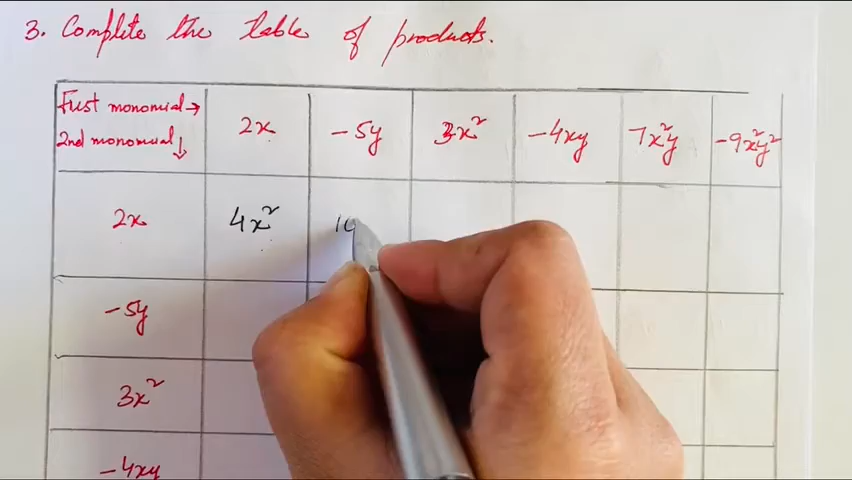 3. Complete the table of products.
First monomial → 2x -5y 3x² -4xy 7x²y -9x²y²
2nd monomial ↓
2x 4x² 10
-5y
3x²
-4xy